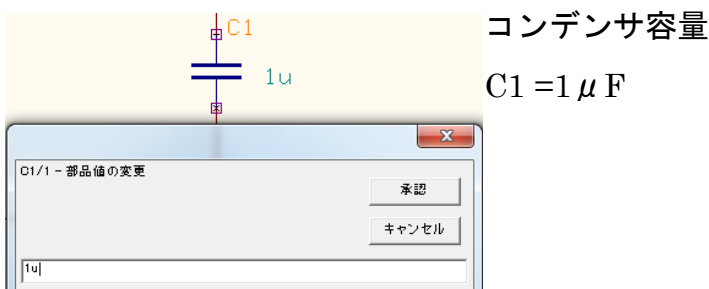 C1
1u
コンデンサ容量
C1 =1μF
C1/1 - 部品値の変更
承認
キャンセル
1u